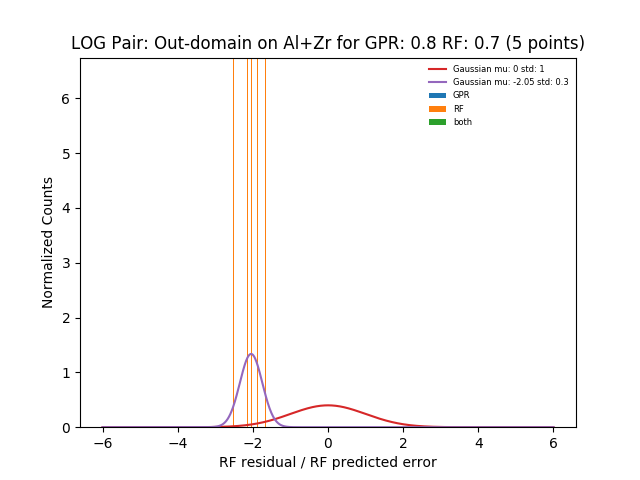 LOG Pair: Out-domain on Al+Zr for GPR: 0.8 RF: 0.7 (5 points)
Gaussian mu: 0 std: 1
Gaussian mu: -2.05 std: 0.3
GPR
RF
both
Normalized Counts
6
5
4
3
2
1
0
−6 −4 −2 0 2 4 6
RF residual / RF predicted error